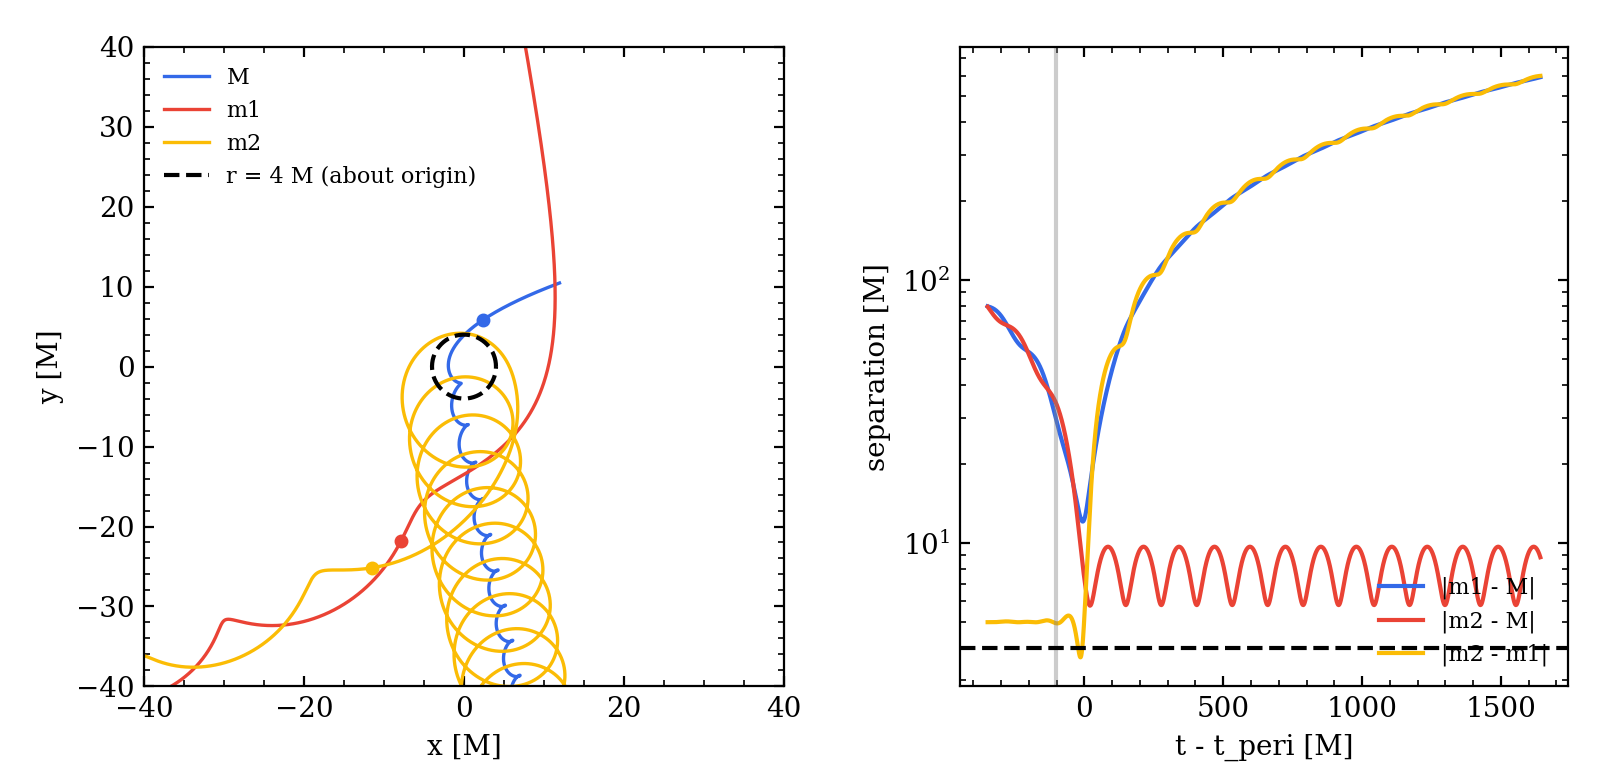 40
30
20
10
0
−10
−20
−30
−40
−40
−20
0
20
40
y [M]
x [M]
M
m1
m2
r = 4 M (about origin)
10²
10¹
0
500
1000
1500
separation [M]
t - t_peri [M]
|m1 - M|
|m2 - M|
|m2 - m1|